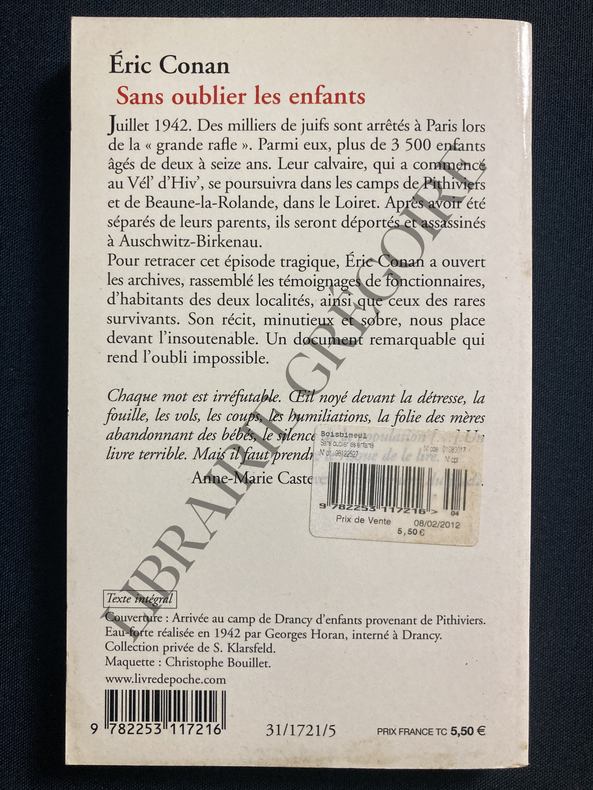 Éric Conan
Sans oublier les enfants
Juillet 1942. Des milliers de juifs sont arrêtés à Paris lors
de la « grande rafle ». Parmi eux, plus de 3 500 enfants
âgés de deux à seize ans. Leur calvaire, qui a commencé
au Vél' d'Hiv', se poursuivra dans les camps de Pithiviers
et de Beaune-la-Rolande, dans le Loiret. Après avoir été
séparés de leurs parents, ils seront déportés et assassinés
à Auschwitz-Birkenau.
Pour retracer cet épisode tragique, Éric Conan a ouvert
les archives, rassemblé les témoignages de fonctionnaires,
d'habitants des deux localités, ainsi que ceux des rares
survivants. Son récit, minutieux et sobre, nous place
devant l'insoutenable. Un document remarquable qui
rend l'oubli impossible.
Chaque mot est irréfutable. Œil noyé devant la détresse, la
fouille, les vols, les coups, les humiliations, la folie des mères
abandonnant des bébés, le silence
livre terrible. Mais il faut prendre
Anne-Marie Caste
Boisbineul
Sans oublier les enfants
9 782253 117216 > 04
Prix de Vente 08/02/2012
5,50 €
LIBRAIRIE GRÉGOIRE
Texte intégral
Couverture : Arrivée au camp de Drancy d'enfants provenant de Pithiviers.
Eau-forte réalisée en 1942 par Georges Horan, interné à Drancy.
Collection privée de S. Klarsfeld.
Maquette : Christophe Bouillet.
www.livredepoche.com
9 782253 117216
31/1721/5
PRIX FRANCE TC 5,50 €